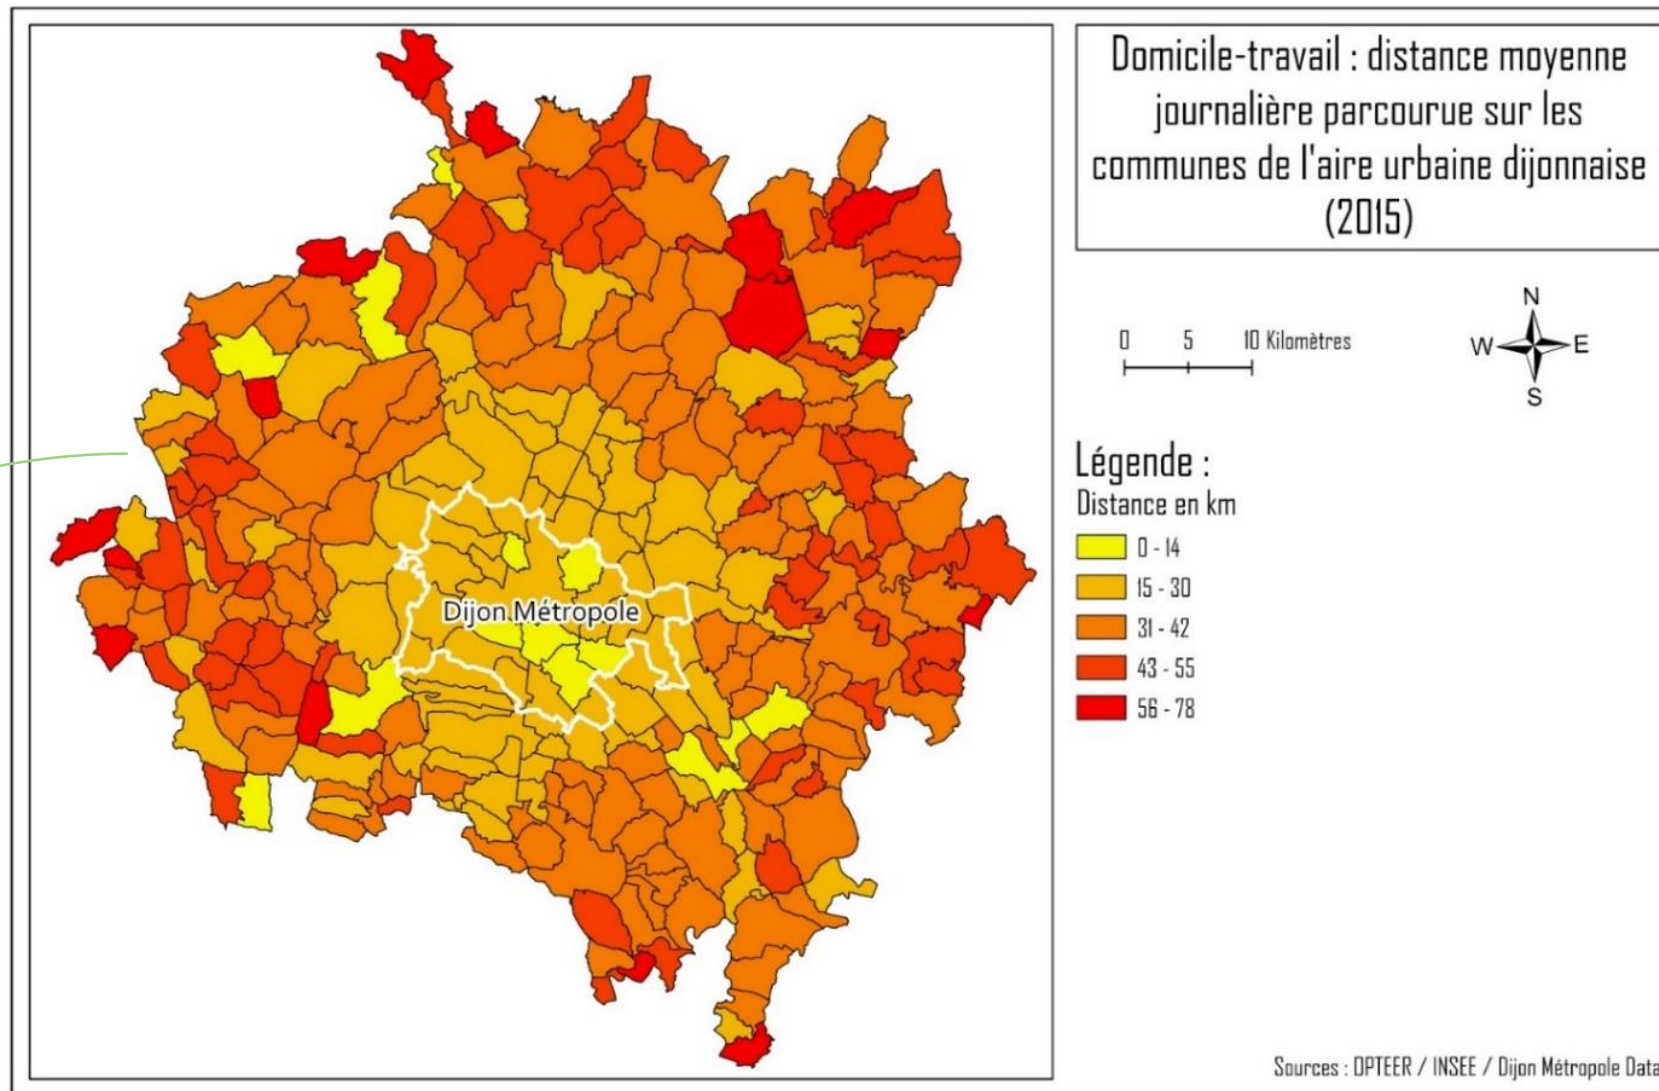 Domicile-travail : distance moyenne
journalière parcourue sur les
communes de l'aire urbaine dijonnaise
(2015)
N
W E
S
0 5 10 Kilomètres
Légende :
Distance en km
0 - 14
15 - 30
31 - 42
43 - 55
56 - 78
Dijon Métropole
Sources : OPTEER / INSEE / Dijon Métropole Data